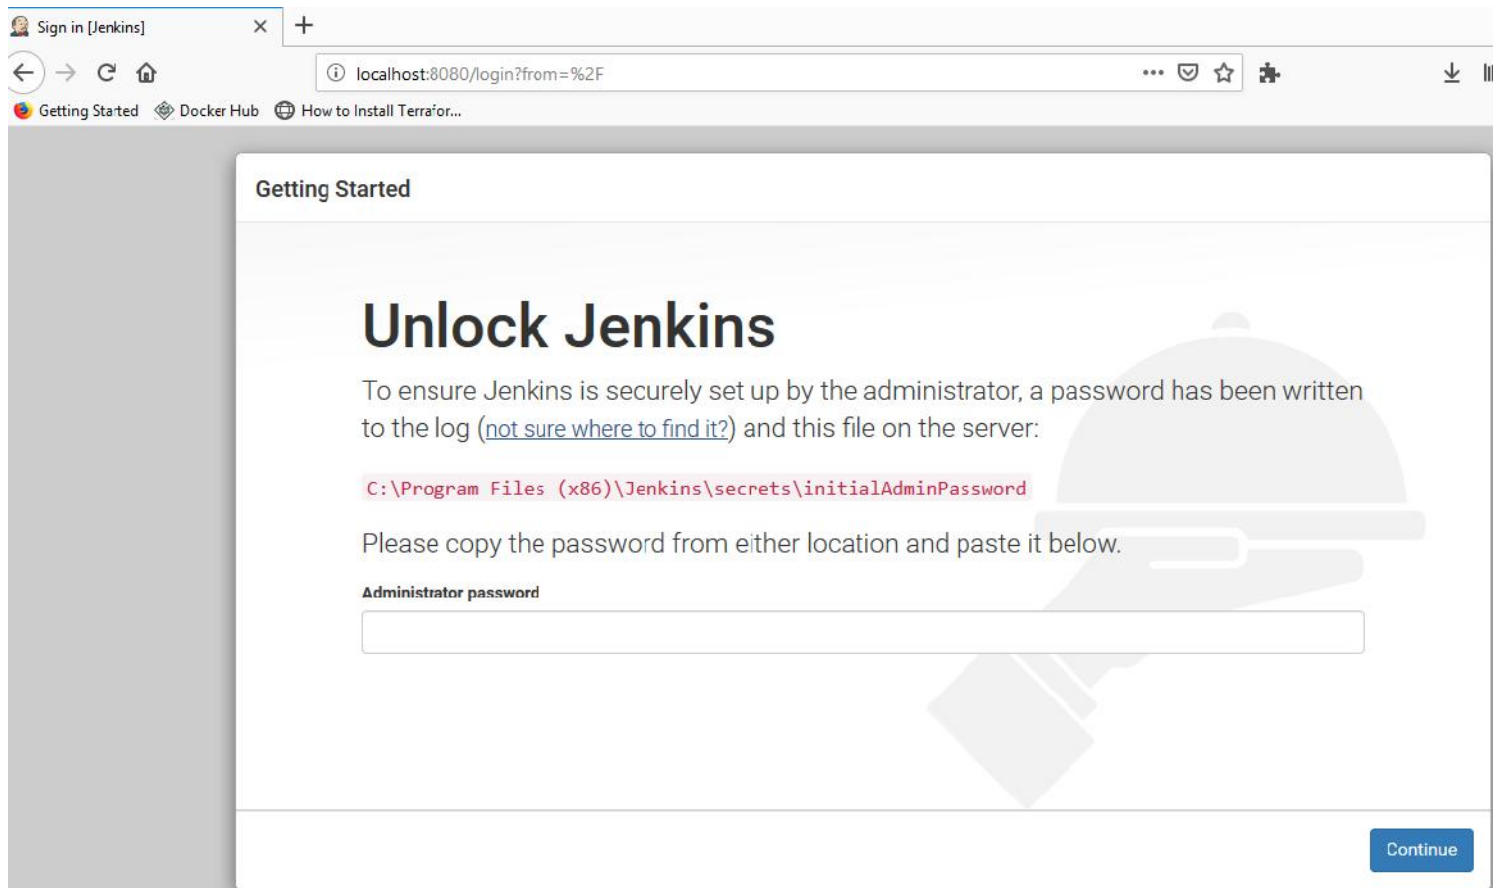 Sign in [Jenkins]
localhost:8080/login?from=%2F
Getting Started Docker Hub How to Install Terrafor...
Getting Started
Unlock Jenkins
To ensure Jenkins is securely set up by the administrator, a password has been written
to the log (not sure where to find it?) and this file on the server:
C:\Program Files (x86)\Jenkins\secrets\initialAdminPassword
Please copy the password from either location and paste it below.
Administrator password
Continue